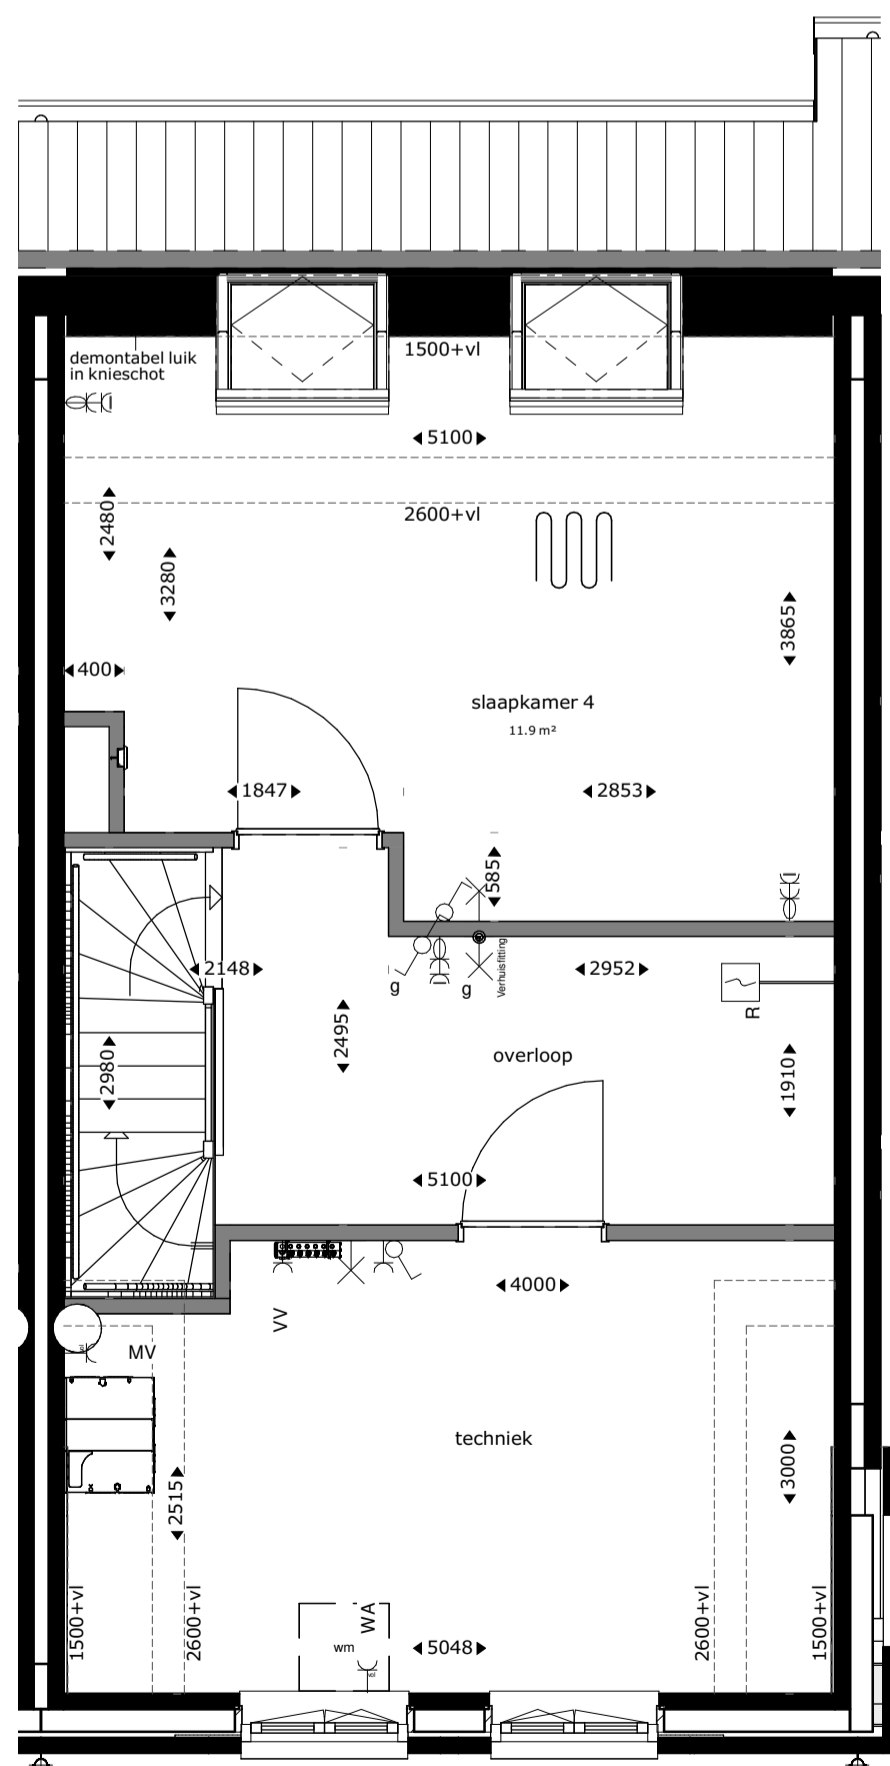 demontabel luik
in knieschot
1500+vl
5100
2600+vl
2480
3280
3865
400
slaapkamer 4
11.9 m²
1847
2853
585
2148
2952
g
g
Verhuisfitting
R
2495
overloop
2980
1910
5100
4000
VV
MV
techniek
3000
2515
1500+vl
2600+vl
2600+vl
1500+vl
WA
wm
5048